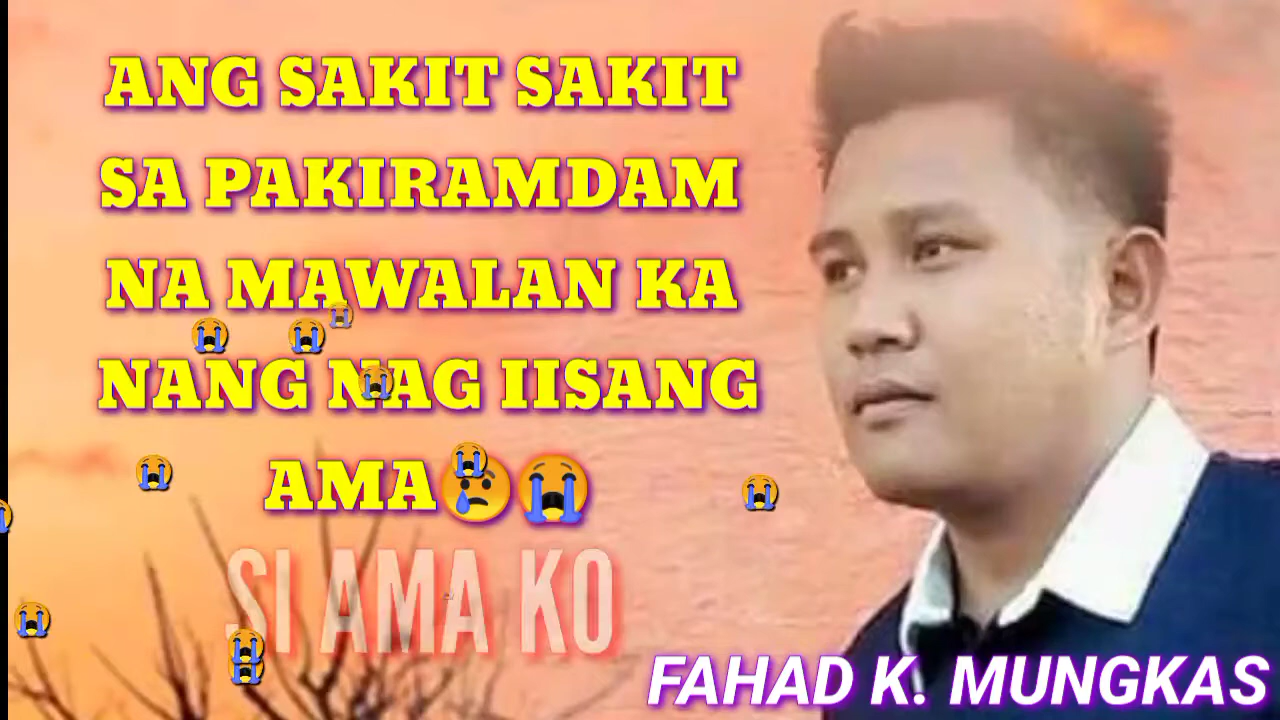 ANG SAKIT SAKIT
SA PAKIRAMDAM
NA MAWALAN KA
NANG NAG IISANG
AMA😢😭
SI AMA KO
FAHAD K. MUNGKAS